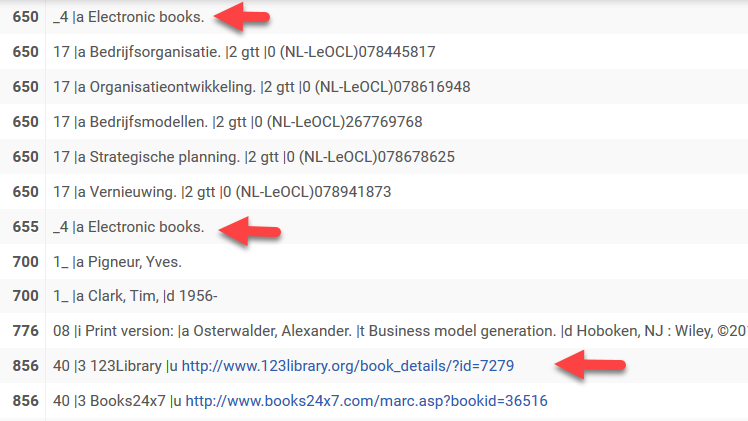 650 _4 |a Electronic books.
650 17 |a Bedrijfsorganisatie. |2 gtt |0 (NL-LeOCL)078445817
650 17 |a Organisatieontwikkeling. |2 gtt |0 (NL-LeOCL)078616948
650 17 |a Bedrijfsmodellen. |2 gtt |0 (NL-LeOCL)267769768
650 17 |a Strategische planning. |2 gtt |0 (NL-LeOCL)078678625
650 17 |a Vernieuwing. |2 gtt |0 (NL-LeOCL)078941873
655 _4 |a Electronic books.
700 1_ |a Pigneur, Yves.
700 1_ |a Clark, Tim, |d 1956-
776 08 |i Print version: |a Osterwalder, Alexander. |t Business model generation. |d Hoboken, NJ : Wiley, ©201
856 40 |3 123Library |u http://www.123library.org/book_details/?id=7279
856 40 |3 Books24x7 |u http://www.books24x7.com/marc.asp?bookid=36516